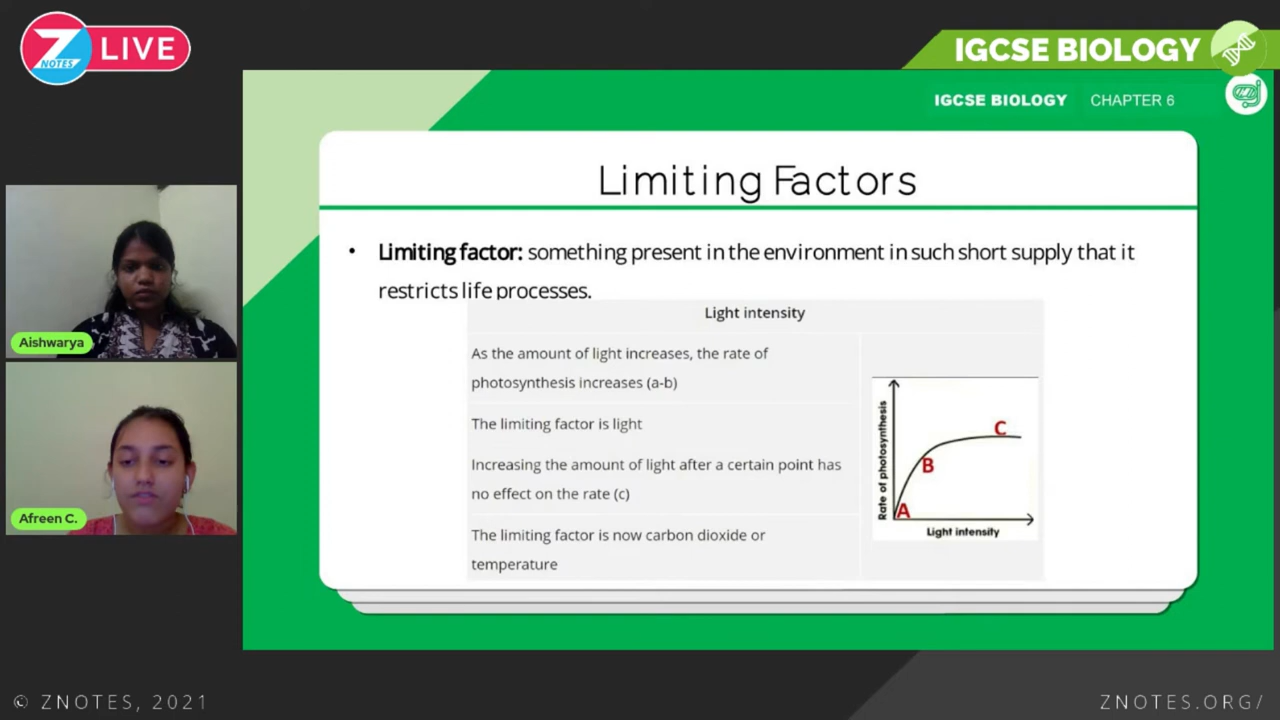 Z
NOTES
LIVE
IGCSE BIOLOGY
IGCSE BIOLOGY CHAPTER 6
Limiting Factors
• Limiting factor: something present in the environment in such short supply that it
restricts life processes.
Light intensity
As the amount of light increases, the rate of
photosynthesis increases (a-b)
The limiting factor is light
Increasing the amount of light after a certain point has
no effect on the rate (c)
The limiting factor is now carbon dioxide or
temperature
Rate of photosynthesis
C
B
A
Light intensity
Aishwarya
Afreen C.
© ZNOTES, 2021
ZNOTES.ORG/